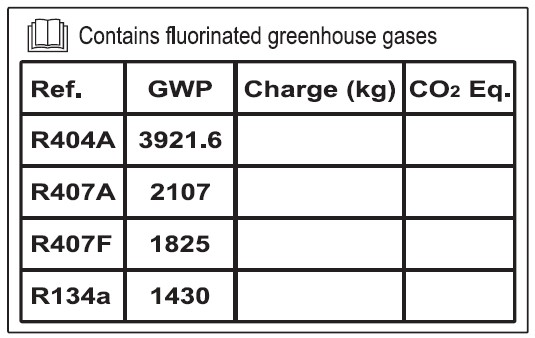 Contains fluorinated greenhouse gases
Ref. GWP Charge (kg) CO2 Eq.
R404A 3921.6
R407A 2107
R407F 1825
R134a 1430